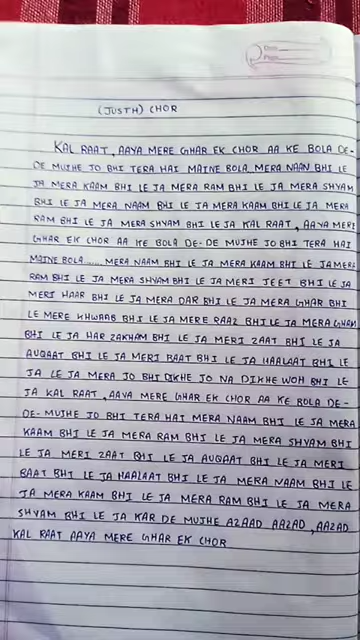 (JUSTH) CHOR
KAL RAAT, AAYA MERE GHAR EK CHOR AA KE BOLA DE-
DE MUJHE JO BHI TERA HAI MAINE BOLA MERA NAAN BHI LE
JA MERA KAAM BHI LE JA MERA RAM BHI LE JA MERA SHYAM
BHI LE JA MERA NAAM BHI LE JA MERA KAAM BHI LE JA MERA
RAM BHI LE JA MERA SHYAM BHI LE JA KAL RAAT, AAYA MERE
GHAR EK CHOR AA KE BOLA DE-DE MUJHE JO BHI TERA HAI
MAINE BOLA..... MERA NAAM BHI LE JA MERA KAAM BHI LE JA MERA
RAM BHI LE JA MERA SHYAM BHI LE JA MERI JEET BHI LE JA
MERI HAAR BHI LE JA MERA DAR BHI LE JA MERA GHAR BHI
LE MERE KHWAAB BHI LE JA MERE RAAZ BHI LE JA MERA GHAM
BHI LE JA HAR ZAKHAM BHI LE JA MERI ZAAT BHI LE JA
AUQAAT BHI LE JA MERI BAAT BHI LE JA HAALAAT BHI LE
JA LE JA MERA JO BHI DIKHE JO NA DIKHE WOH BHI LE
JA KAL RAAT, AAYA MERE GHAR EK CHOR AA KE BOLA DE-
DE-MUJHE JO BHI TERA HAI MERA NAAM BHI LE JA MERA
KAAM BHI LE JA MERA RAM BHI LE JA MERA SHYAM BHI
LE JA MERI ZAAT BHI LE JA AUQAAT BHI LE JA MERI
BAAT BHI LE JA HAALAAT BHI LE JA MERA NAAM BHI LE
JA MERA KAAM BHI LE JA MERA RAM BHI LE JA MERA
SHYAM BHI LE JA KAR DE MUJHE AZAAD AAZAD, AAZAD
KAL RAAT AAYA MERE GHAR EK CHOR